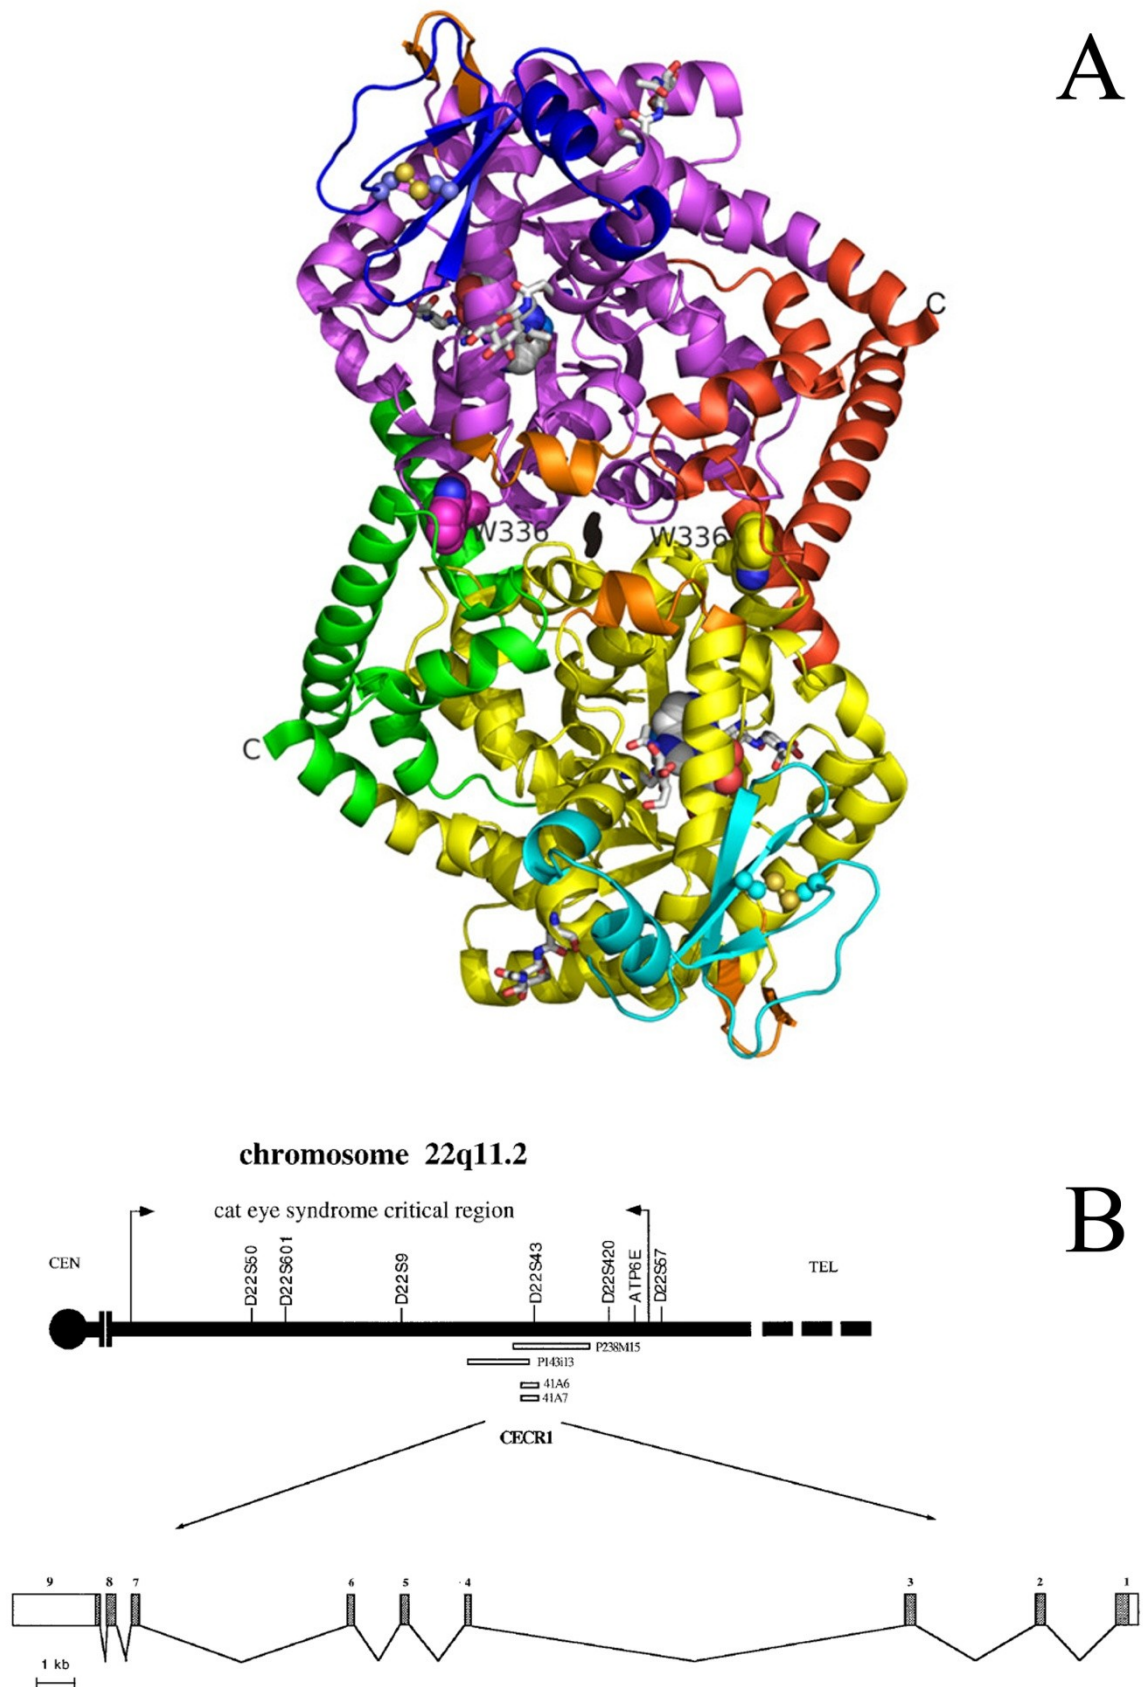 A
C
W336
W336
C
chromosome 22q11.2
B
cat eye syndrome critical region
CEN
D22S50
D22S601
D22S9
D22S43
D22S420
ATP6E
D22S57
TEL
P238M15
P143i13
41A6
41A7
CECR1
9 8 7 6 5 4 3 2 1
1 kb